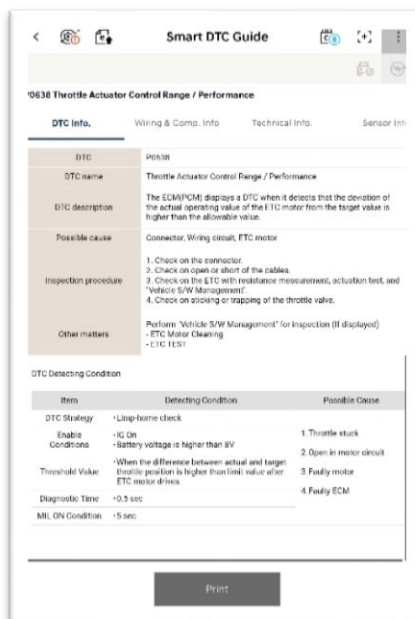 Smart DTC Guide
'0638 Throttle Actuator Control Range / Performance
DTC Info.
Wiring & Comp. Info
Technical Info.
Sensor Info
DTC
P0638
DTC name
Throttle Actuator Control Range / Performance
DTC description
The ECM(PCM) displays a DTC when it detects that the deviation of
the actual operating value of the ETC motor from the target value is
higher than the allowable value.
Possible cause
Connector, Wiring circuit, ETC motor
Inspection procedure
1. Check on the connector.
2. Check on open or short of the cables.
3. Check on the ETC with resistance measurement, actuation test, and
"Vehicle S/W Management".
4. Check on sticking or trapping of the throttle valve.
Other matters
Perform "Vehicle S/W Management" for inspection (If displayed)
- ETC Motor Cleaning
- ETC TEST
DTC Detecting Condition
Item
Detecting Condition
Possible Cause
DTC Strategy
•Limp-home check
Enable
Conditions
•IG On
•Battery voltage is higher than 8V
Threshold Value
•When the difference between actual and target
throttle position is higher than limit value after
ETC motor drives
Diagnostic Time
•0.5 sec
MIL ON Condition
•5 sec
1. Throttle stuck
2. Open in motor circuit
3. Faulty motor
4. Faulty ECM
Print